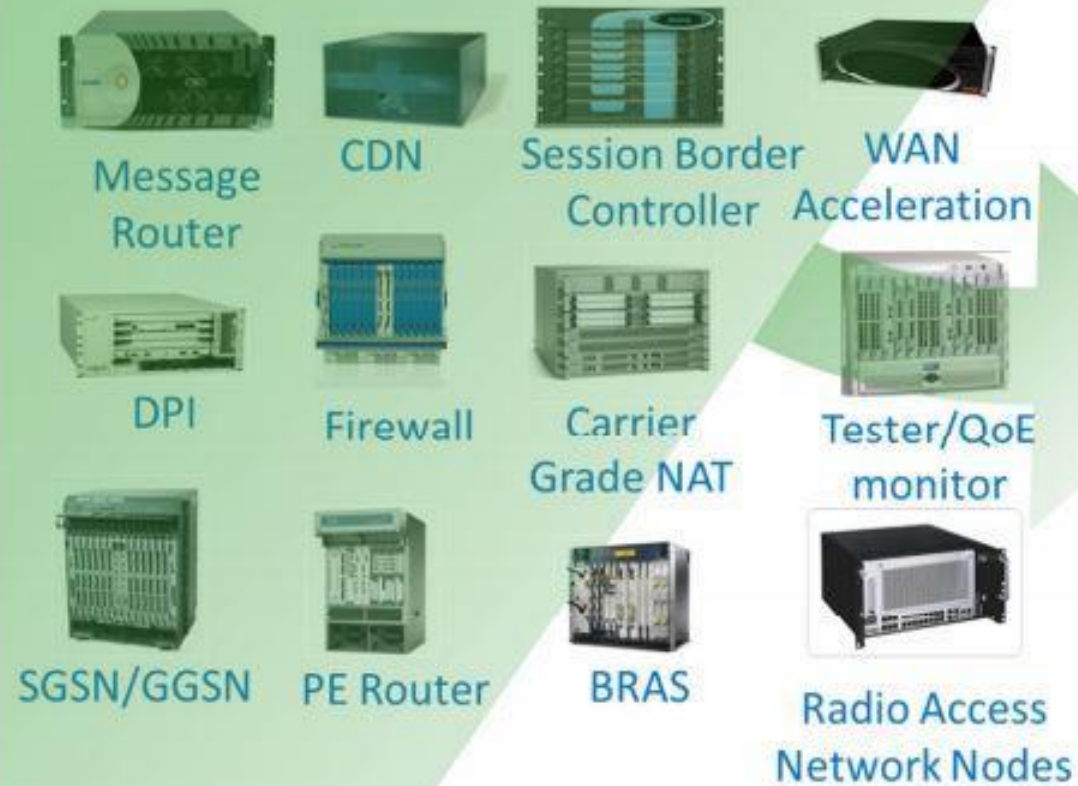 Message
Router
CDN
Session Border
Controller
WAN
Acceleration
DPI
Firewall
Carrier
Grade NAT
Tester/QoE
monitor
SGSN/GGSN
PE Router
BRAS
Radio Access
Network Nodes